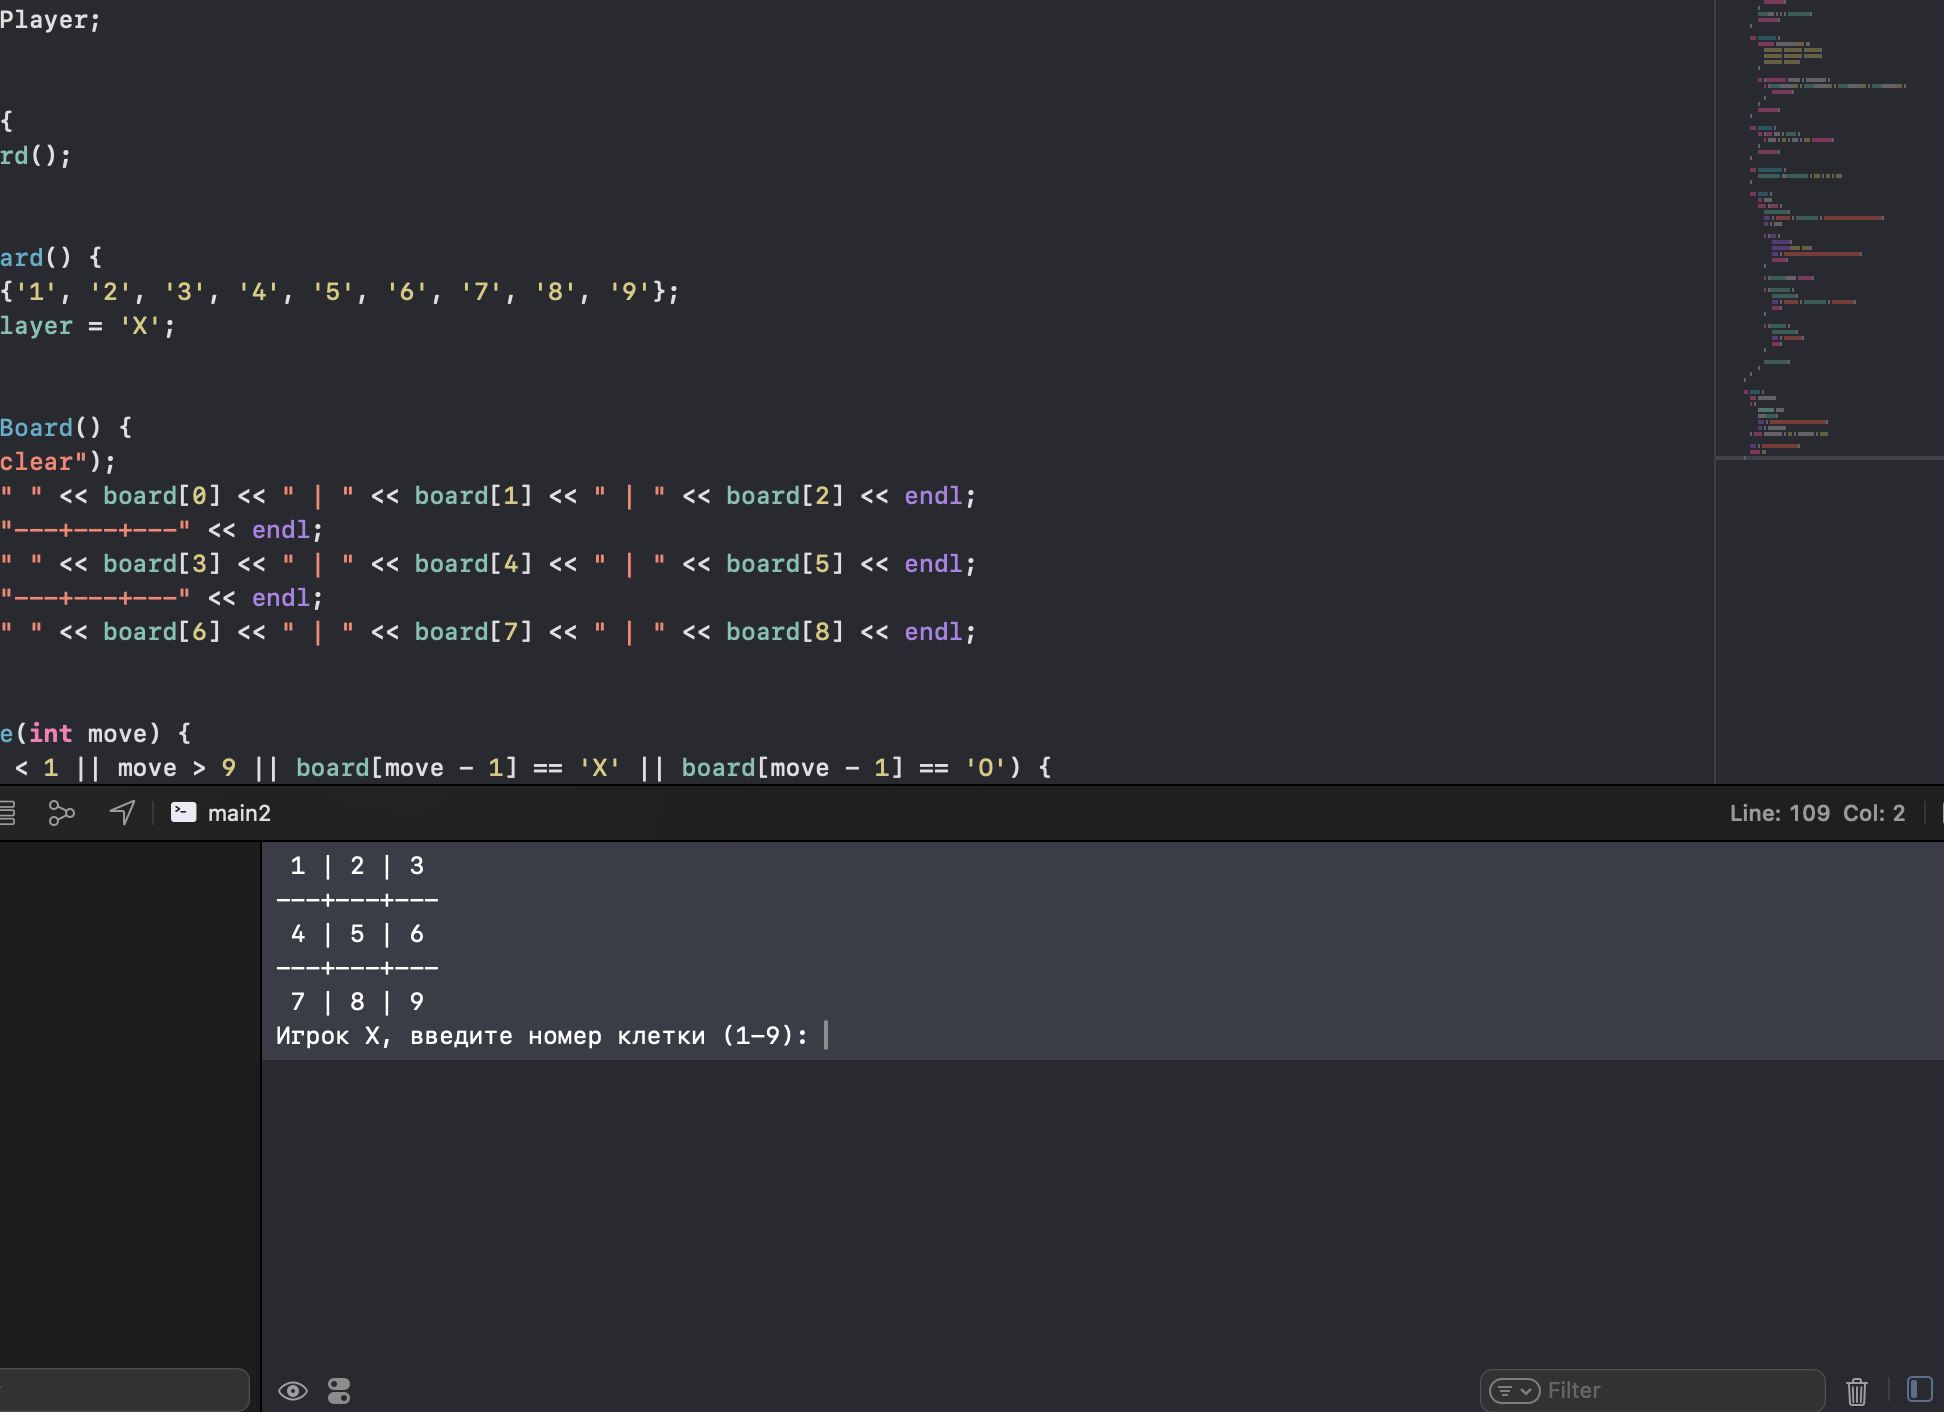 Player;
{
rd();
ard() {
{'1', '2', '3', '4', '5', '6', '7', '8', '9'};
layer = 'X';
Board() {
clear");
" " << board[0] << " | " << board[1] << " | " << board[2] << endl;
"---+---+---" << endl;
" " << board[3] << " | " << board[4] << " | " << board[5] << endl;
"---+---+---" << endl;
" " << board[6] << " | " << board[7] << " | " << board[8] << endl;
e(int move) {
< 1 || move > 9 || board[move - 1] == 'X' || board[move - 1] == 'O') {
main2
Line: 109 Col: 2
1 | 2 | 3
---+---+---
4 | 5 | 6
---+---+---
7 | 8 | 9
Игрок X, введите номер клетки (1-9):
Filter